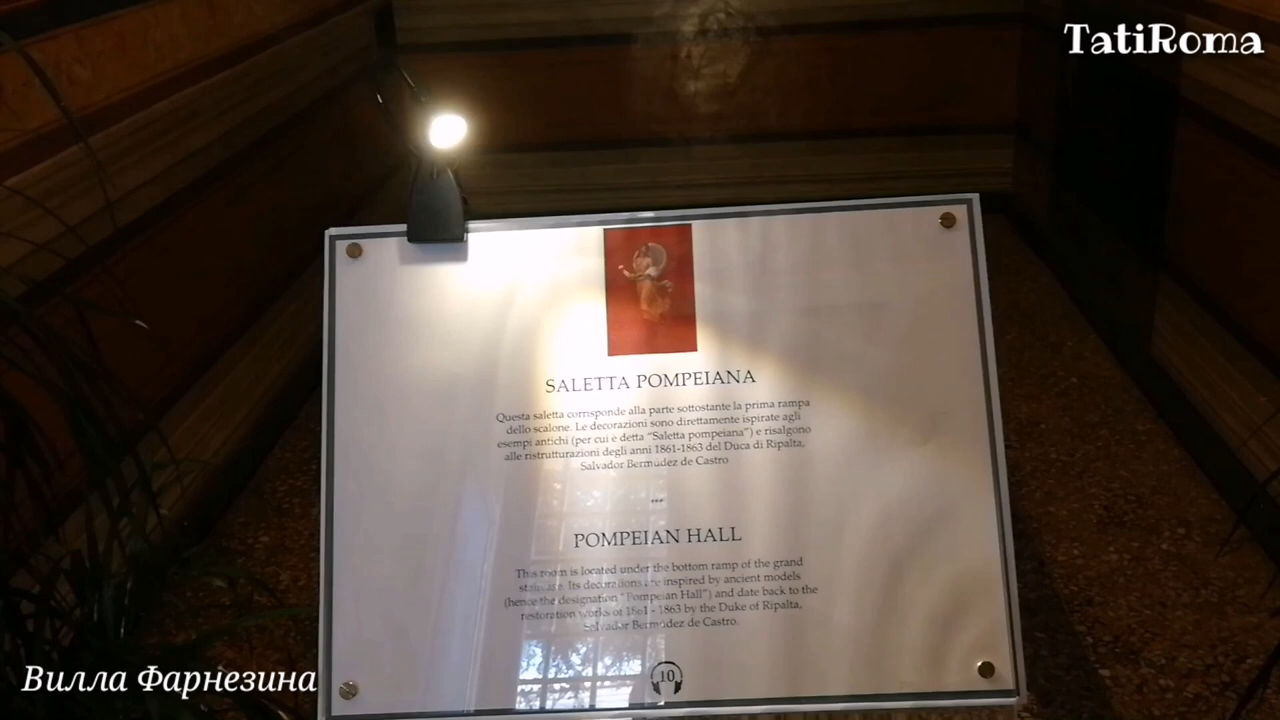 TatiRoma
SALETTA POMPEIANA
Questa saletta corrisponde alla parte sottostante la prima rampa
dello scalone. Le decorazioni sono direttamente ispirate agli
esempi antichi (per cui e detta "Saletta pompeiana") e risalgono
alle ristrutturazioni degli anni 1861-1863 del Duca di Ripalta,
Salvador Bermudez de Castro
***
POMPEIAN HALL
This room is located under the bottom ramp of the grand
staircase. Its decorations are inspired by ancient models
(hence the designation "Pompeian Hall") and date back to the
restoration works of 1861 - 1863 by the Duke of Ripalta,
Salvador Bermudez de Castro.
10
Вилла Фарнезина